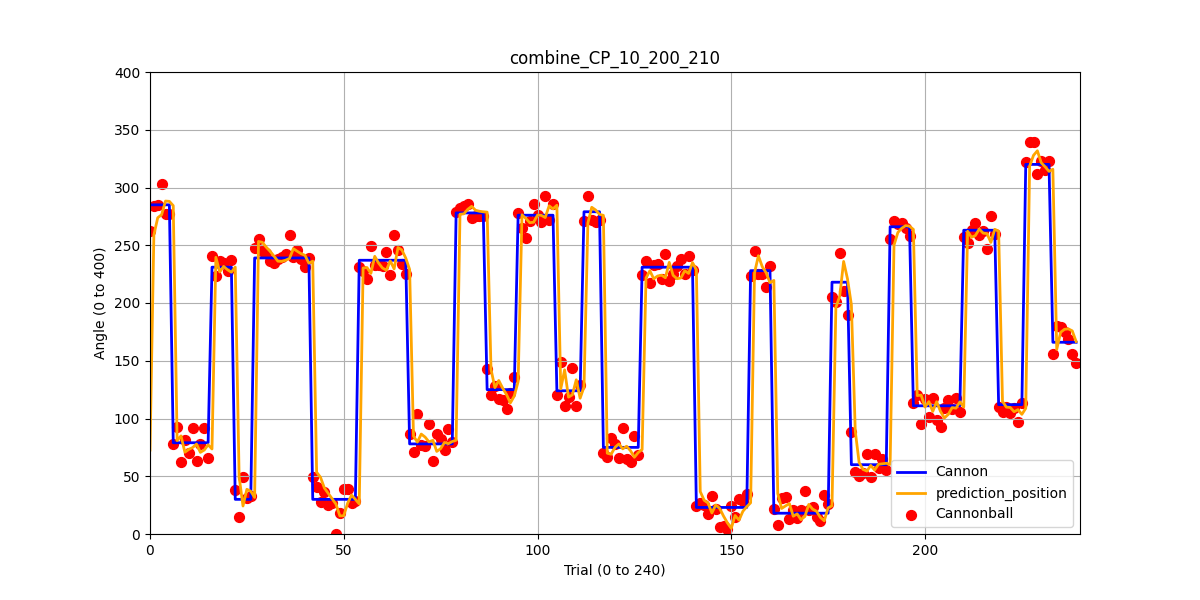 combine_CP_10_200_210
400
350
300
250
200
150
100
50
0
Angle (0 to 400)
0 50 100 150 200
Trial (0 to 240)
Cannon
prediction_position
Cannonball